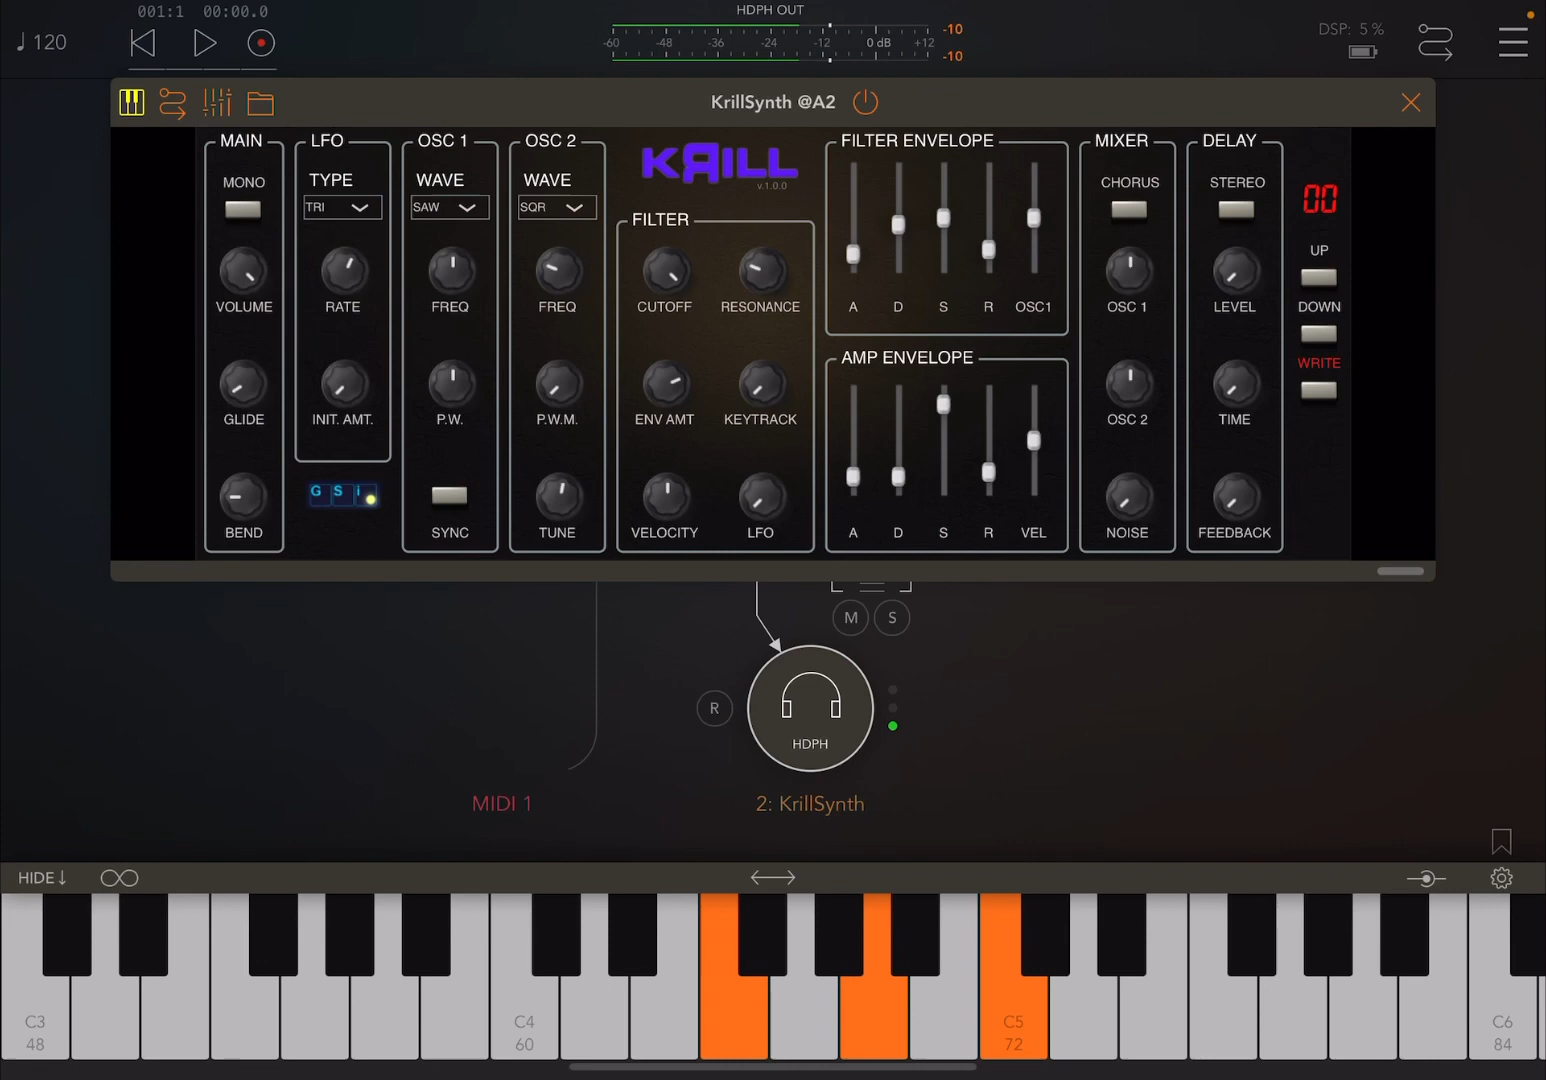 001:1 00:00.0
HDPH OUT
♩ 120
-60 -48 -36 -24 -12 0 dB +12
-10
-10
DSP: 5 %
KrillSynth @A2
MAIN
MONO
VOLUME
GLIDE
BEND
LFO
TYPE
TRI
RATE
INIT. AMT.
G S i
OSC 1
WAVE
SAW
FREQ
P.W.
SYNC
OSC 2
WAVE
SQR
FREQ
P.W.M.
TUNE
KЯILL
v.1.0.0
FILTER
CUTOFF RESONANCE
ENV AMT KEYTRACK
VELOCITY LFO
FILTER ENVELOPE
A D S R OSC1
AMP ENVELOPE
A D S R VEL
MIXER
CHORUS
OSC 1
OSC 2
NOISE
DELAY
STEREO
LEVEL
TIME
FEEDBACK
00
UP
DOWN
WRITE
M S
R
HDPH
MIDI 1
2: KrillSynth
HIDE↓
C3 C4 C5 C6
48 60 72 84